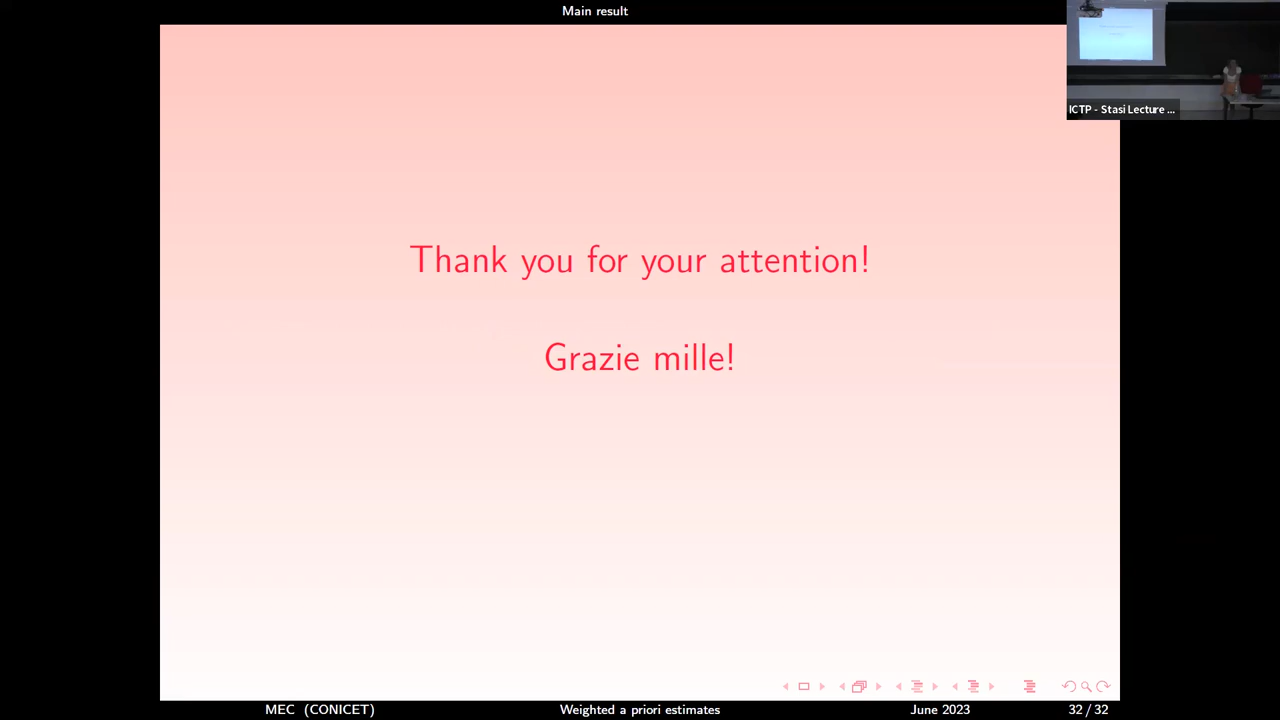 Main result
ICTP - Stasi Lecture ...
Thank you for your attention!
Grazie mille!
MEC (CONICET)
Weighted a priori estimates
June 2023
32 / 32